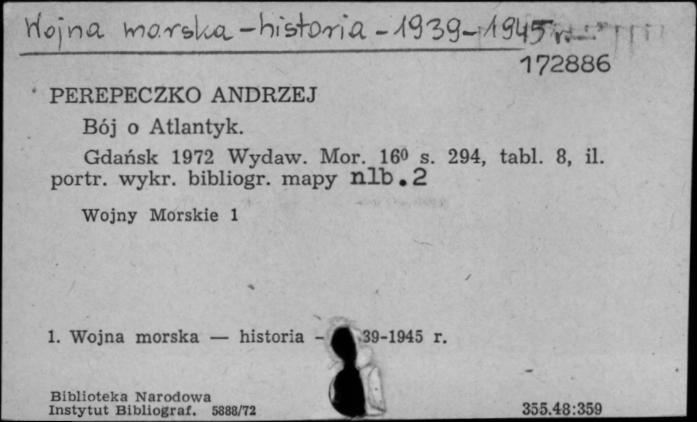 Wojna morska - historia - 1939-1945 r.
172886
PEREPECZKO ANDRZEJ
Bój o Atlantyk.
Gdańsk 1972 Wydaw. Mor. 16⁰ s. 294, tabl. 8, il.
portr. wykr. bibliogr. mapy nlb. 2
Wojny Morskie 1
1. Wojna morska — historia - 39-1945 r.
Biblioteka Narodowa
Instytut Bibliograf. 5888/72
355.48:359